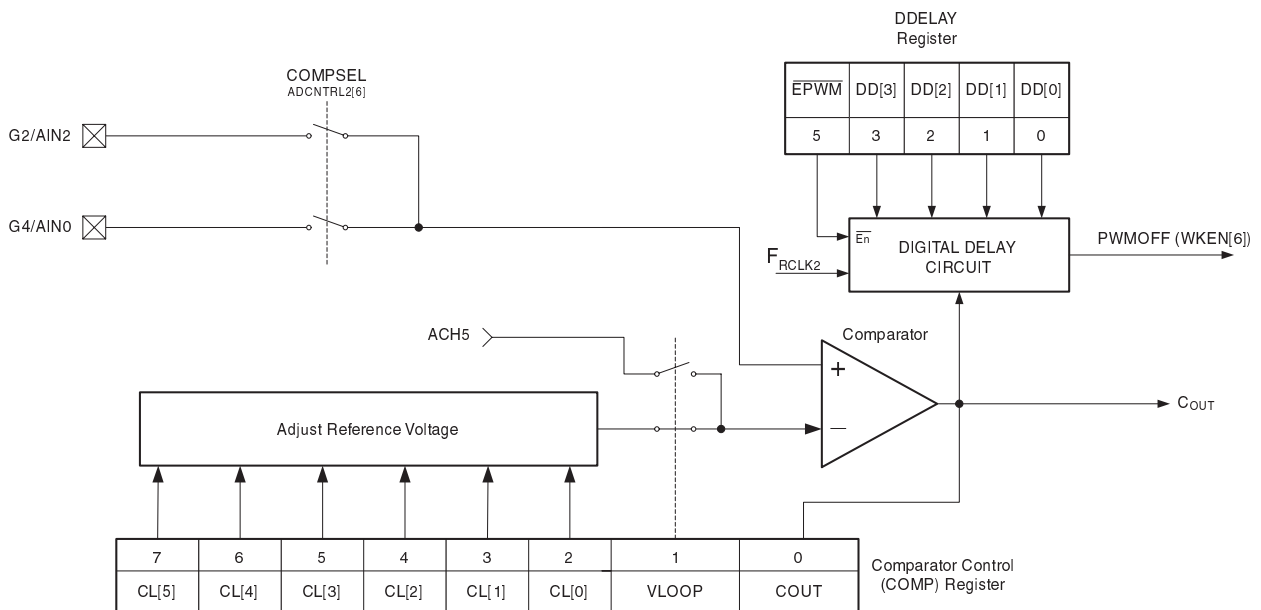 DDELAY
Register
COMPSEL
ADCNTRL2[6]
EPWM DD[3] DD[2] DD[1] DD[0]
5 3 2 1 0
G2/AIN2
G4/AIN0
En
DIGITAL DELAY
CIRCUIT
PWMOFF (WKEN[6])
FRCLK2
ACH5
Comparator
+
Adjust Reference Voltage
—
COUT
7 6 5 4 3 2 1 0
CL[5] CL[4] CL[3] CL[2] CL[1] CL[0] VLOOP COUT
Comparator Control
(COMP) Register